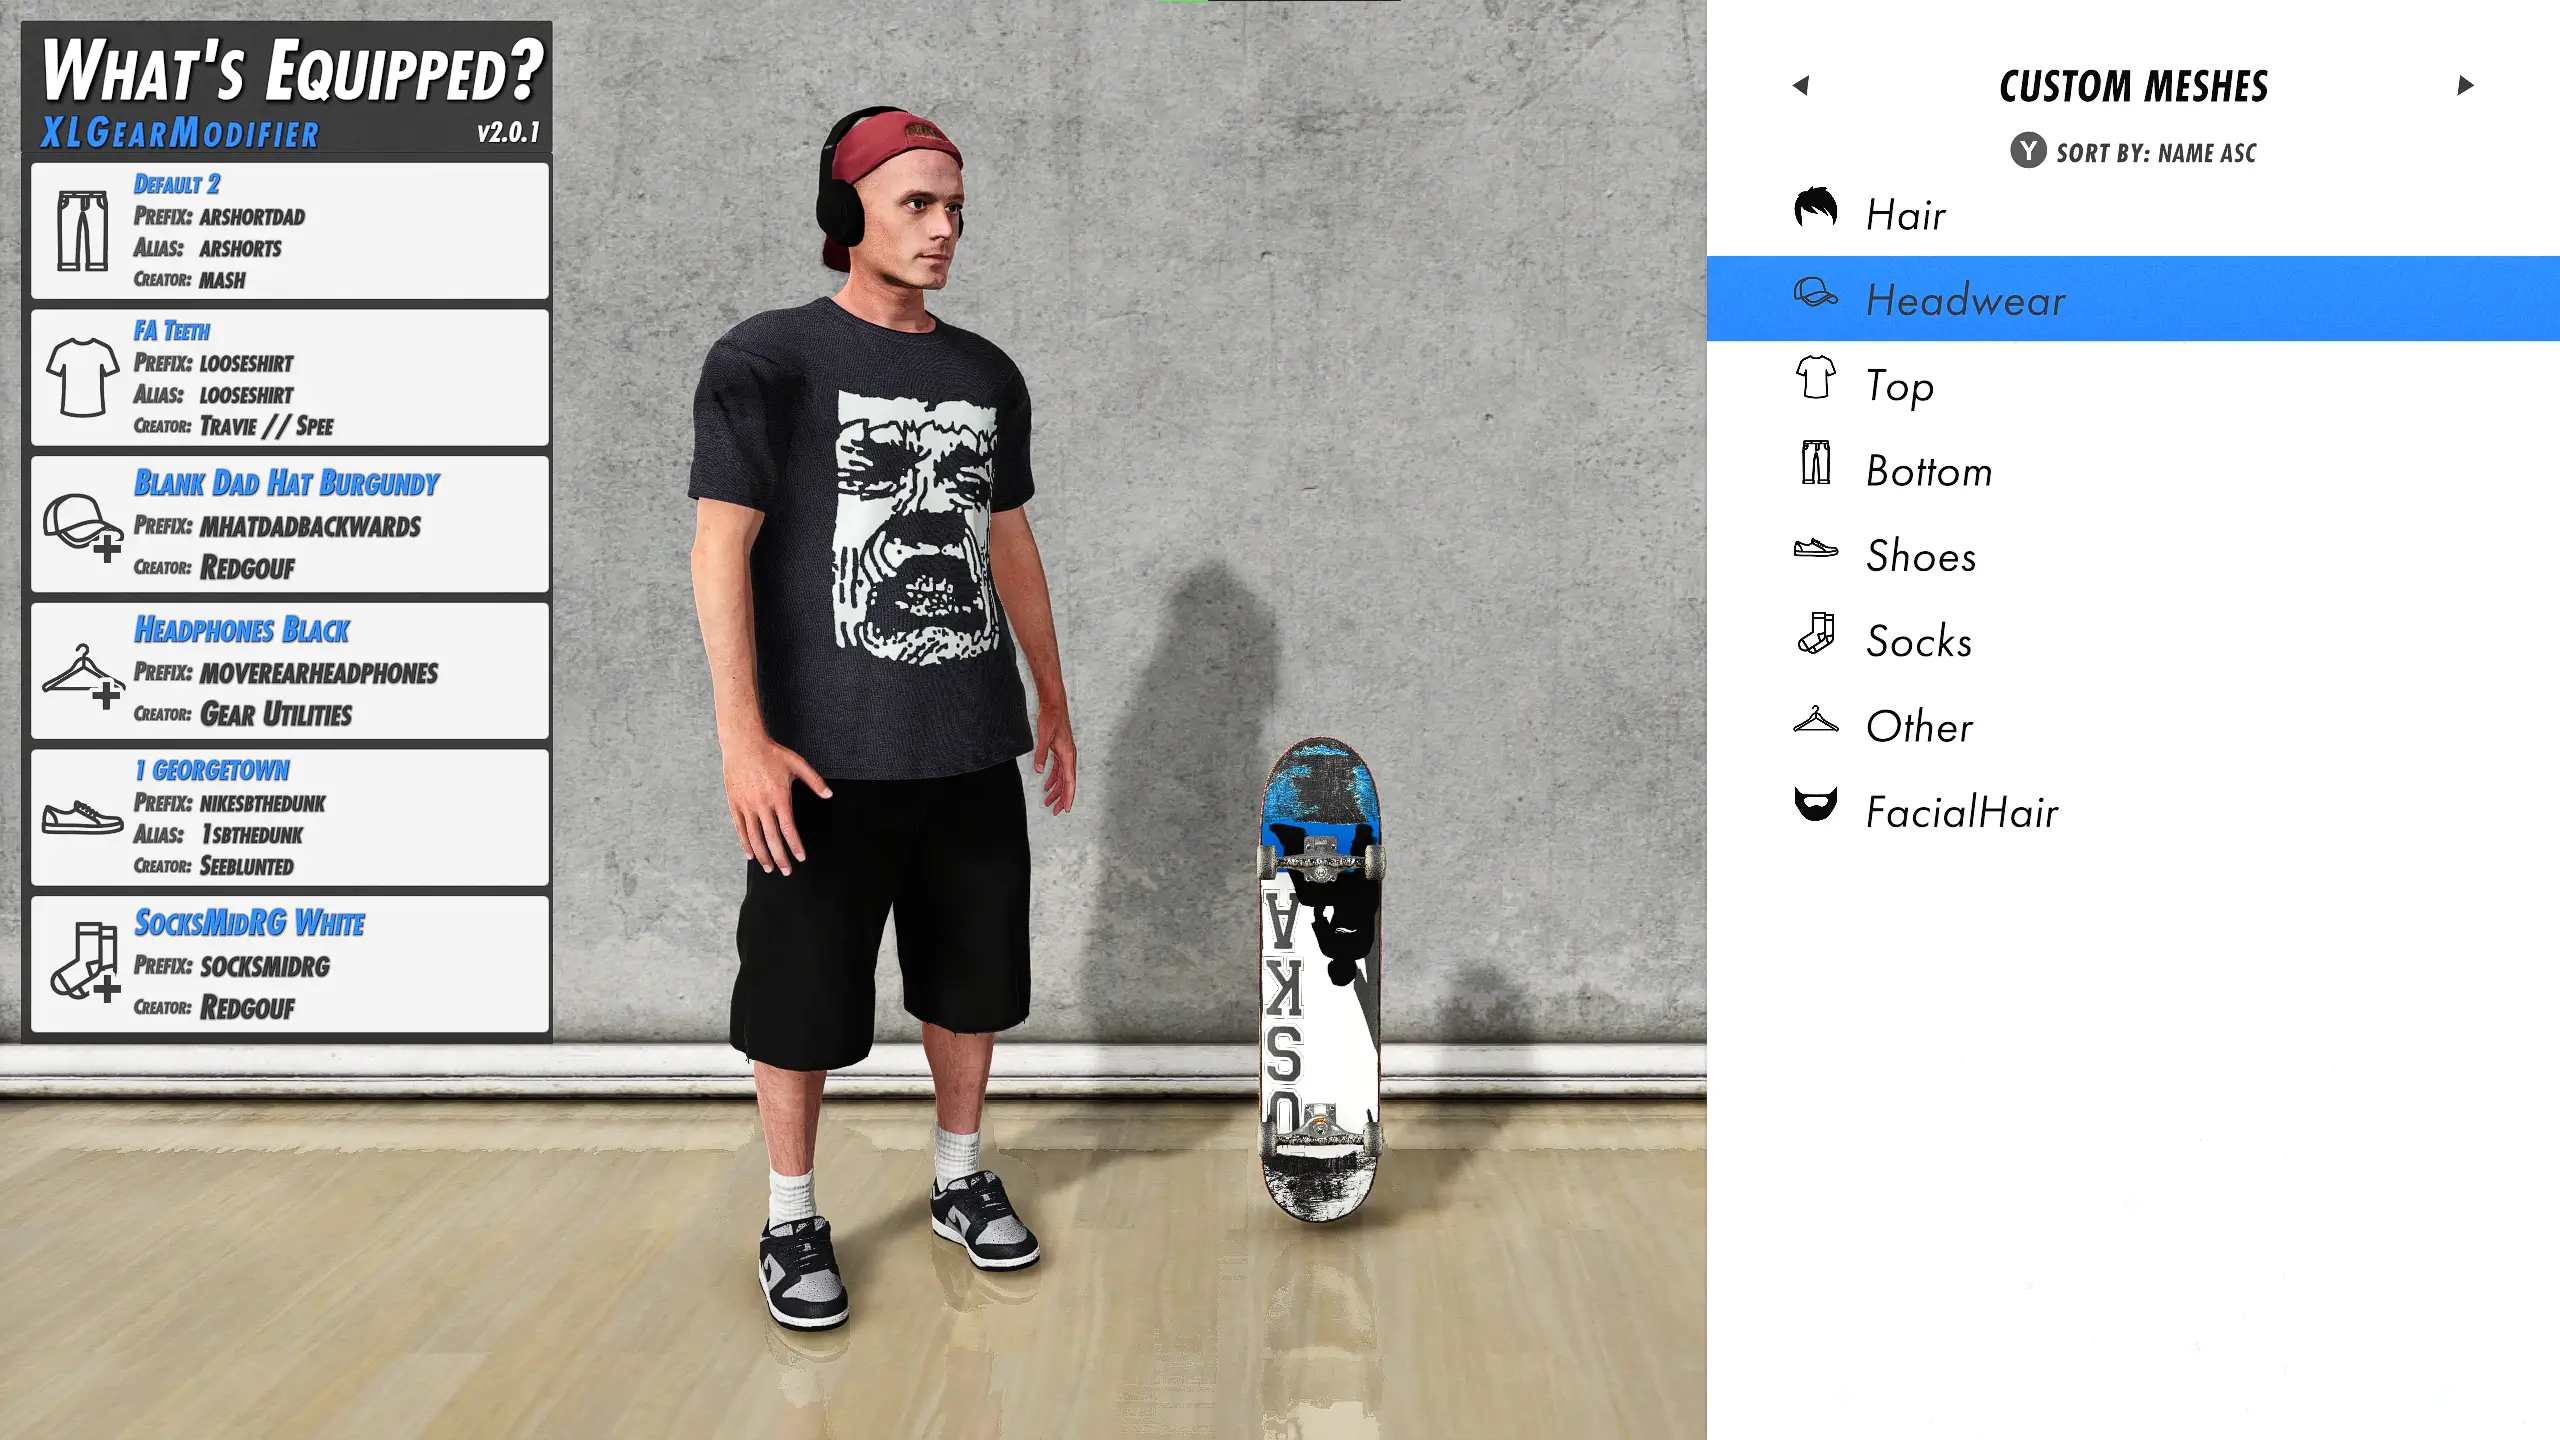 WHAT'S EQUIPPED?
XLGEARMODIFIER v2.0.1
DEFAULT 2
PREFIX: ARSHORTDAD
ALIAS: ARSHORTS
CREATOR: MASH
FA TEETH
PREFIX: LOOSESHIRT
ALIAS: LOOSESHIRT
CREATOR: TRAVIE // SPEE
BLANK DAD HAT BURGUNDY
PREFIX: MHATDADBACKWARDS
CREATOR: REDGOUF
HEADPHONES BLACK
PREFIX: MOVEREARHEADPHONES
CREATOR: GEAR UTILITIES
1 GEORGETOWN
PREFIX: NIKESBTHEDUNK
ALIAS: 1SBTHEDUNK
CREATOR: SEEBLUNTED
SOCKSMIDRG WHITE
PREFIX: SOCKSMIDRG
CREATOR: REDGOUF
CUSTOM MESHES
Y SORT BY: NAME ASC
Hair
Headwear
Top
Bottom
Shoes
Socks
Other
FacialHair